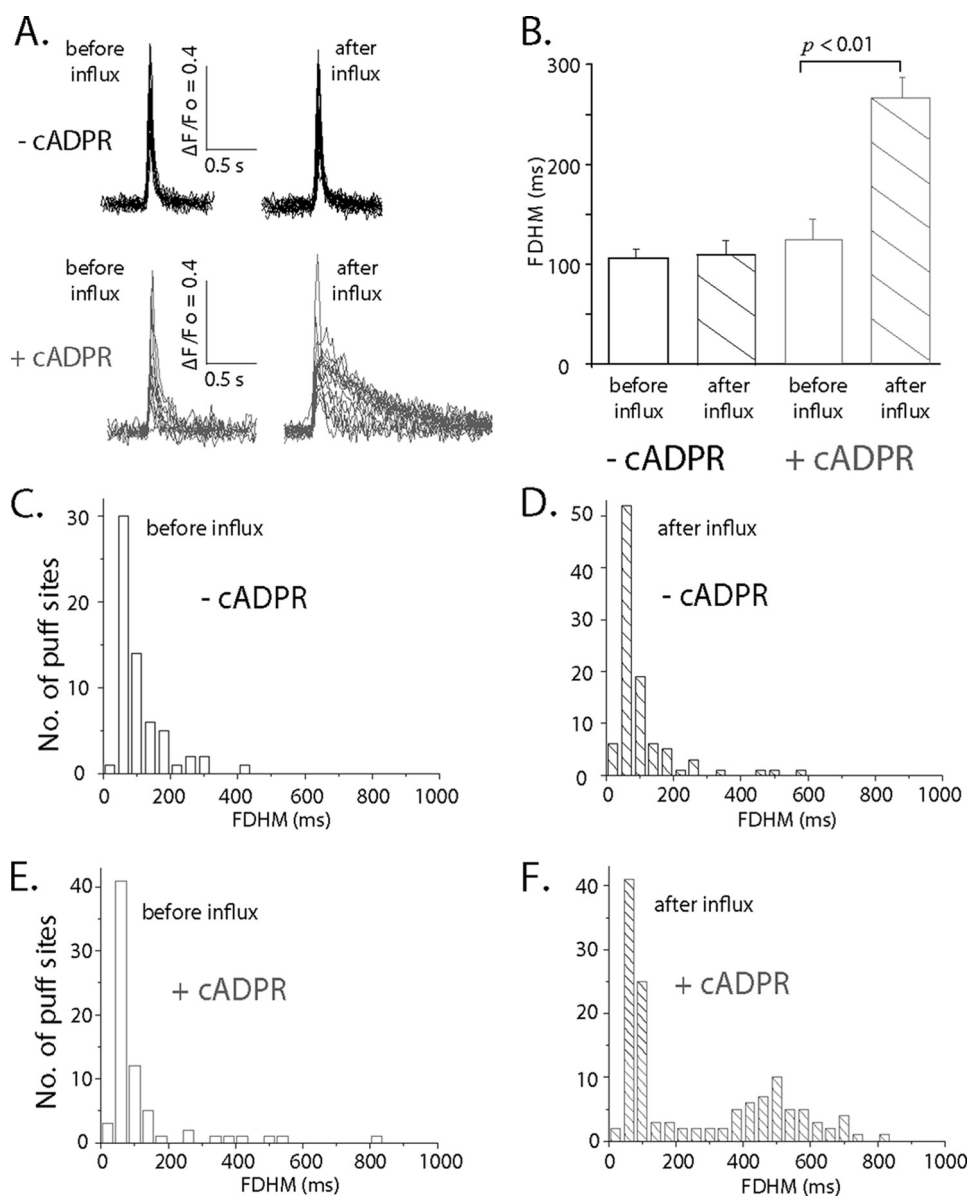 A.
before
influx
ΔF/Fo = 0.4
0.5 s
after
influx
- cADPR
before
influx
ΔF/Fo = 0.4
0.5 s
after
influx
+ cADPR
B.
p < 0.01
300
200
100
0
FDHM (ms)
before
influx
after
influx
before
influx
after
influx
- cADPR
+ cADPR
C.
before influx
- cADPR
No. of puff sites
30
20
10
0
0 200 400 600 800 1000
FDHM (ms)
D.
after influx
- cADPR
50
40
30
20
10
0
0 200 400 600 800 1000
FDHM (ms)
E.
before influx
+ cADPR
No. of puff sites
40
30
20
10
0
0 200 400 600 800 1000
FDHM (ms)
F.
after influx
+ cADPR
40
30
20
10
0
0 200 400 600 800 1000
FDHM (ms)